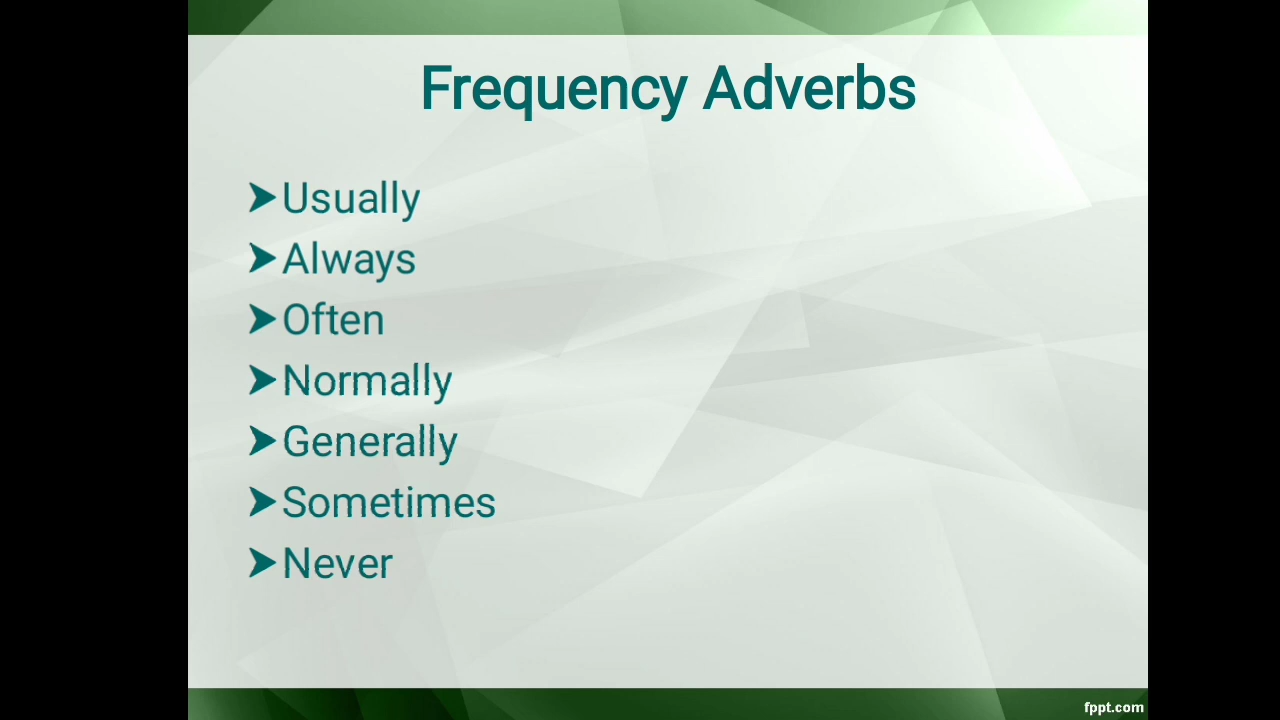 Frequency Adverbs
➤Usually
➤Always
➤Often
➤Normally
➤Generally
➤Sometimes
➤Never
fppt.com